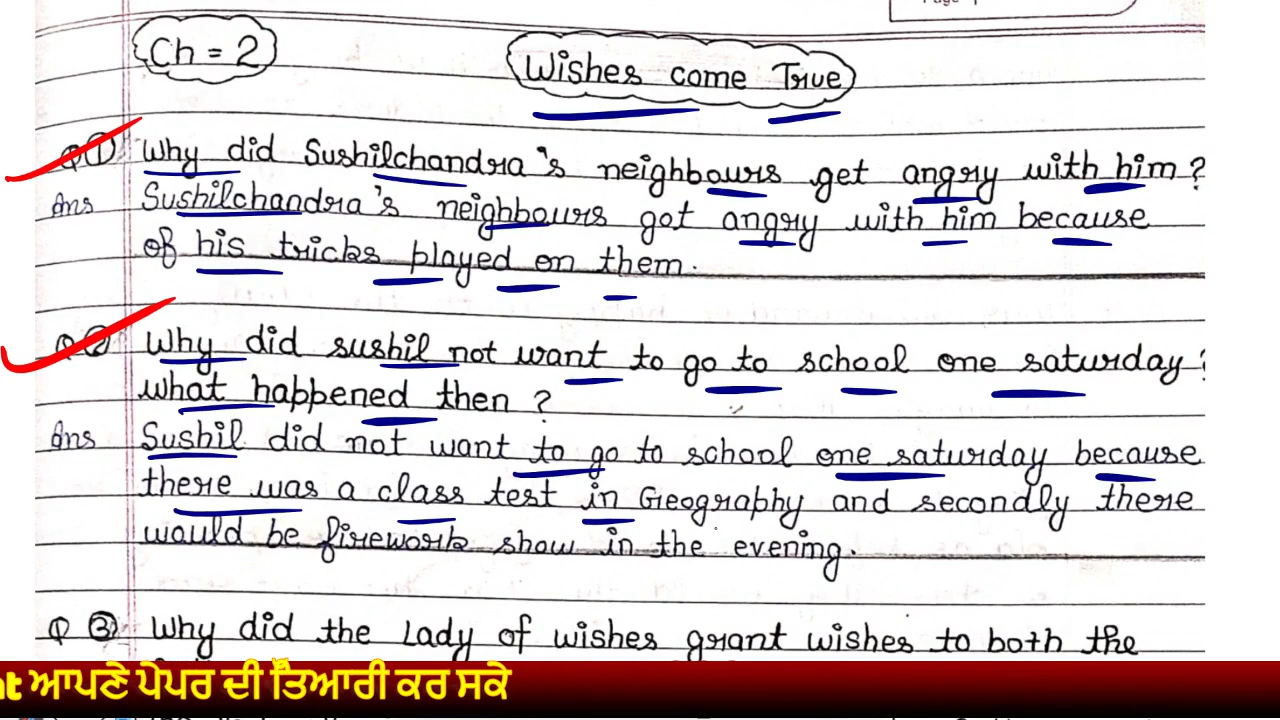 Ch = 2
Wishes come True
Q ① Why did Sushilchandra's neighbours get angry with him?
Ans Sushilchandra's neighbours got angry with him because
of his tricks played on them.
Q ② Why did sushil not want to go to school one saturday?
what happened then ?
Ans Sushil did not want to go to school one saturday because
there was a class test in Geography and secondly there
would be firework show in the evening.
Q ③ Why did the Lady of wishes grant wishes to both the
ਆਪਣੇ ਪੇਪਰ ਦੀ ਤਿਆਰੀ ਕਰ ਸਕੇ